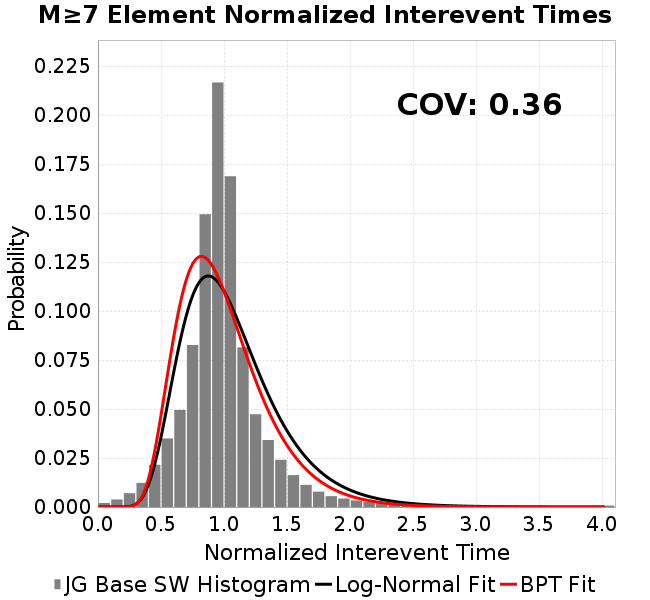 M≥7 Element Normalized Interevent Times
COV: 0.36
Probability
0.225
0.200
0.175
0.150
0.125
0.100
0.075
0.050
0.025
0.000
0.0 0.5 1.0 1.5 2.0 2.5 3.0 3.5 4.0
Normalized Interevent Time
JG Base SW Histogram Log-Normal Fit BPT Fit